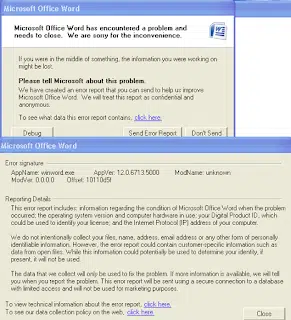 Microsoft Office Word
Microsoft Office Word has encountered a problem and
needs to close. We are sorry for the inconvenience.
If you were in the middle of something, the information you were working on
might be lost.
Please tell Microsoft about this problem.
We have created an error report that you can send to help us improve
Microsoft Office Word. We will treat this report as confidential and
anonymous.
To see what data this error report contains, click here.
Debug Send Error Report Don't Send
Microsoft Office Word
Error signature
AppName: winword.exe AppVer: 12.0.6713.5000 ModName: unknown
ModVer: 0.0.0.0 Offset: 10110d5f
Reporting Details
This error report includes: information regarding the condition of Microsoft Office Word when the problem
occurred; the operating system version and computer hardware in use; your Digital Product ID, which
could be used to identify your license; and the Internet Protocol (IP) address of your computer.
We do not intentionally collect your files, name, address, email address or any other form of personally
identifiable information. However, the error report could contain customer-specific information such as
data from open files. While this information could potentially be used to determine your identity, if
present, it will not be used.
The data that we collect will only be used to fix the problem. If more information is available, we will tell
you when you report the problem. This error report will be sent using a secure connection to a database
with limited access and will not be used for marketing purposes.
To view technical information about the error report, click here.
To see our data collection policy on the web, click here.
Close